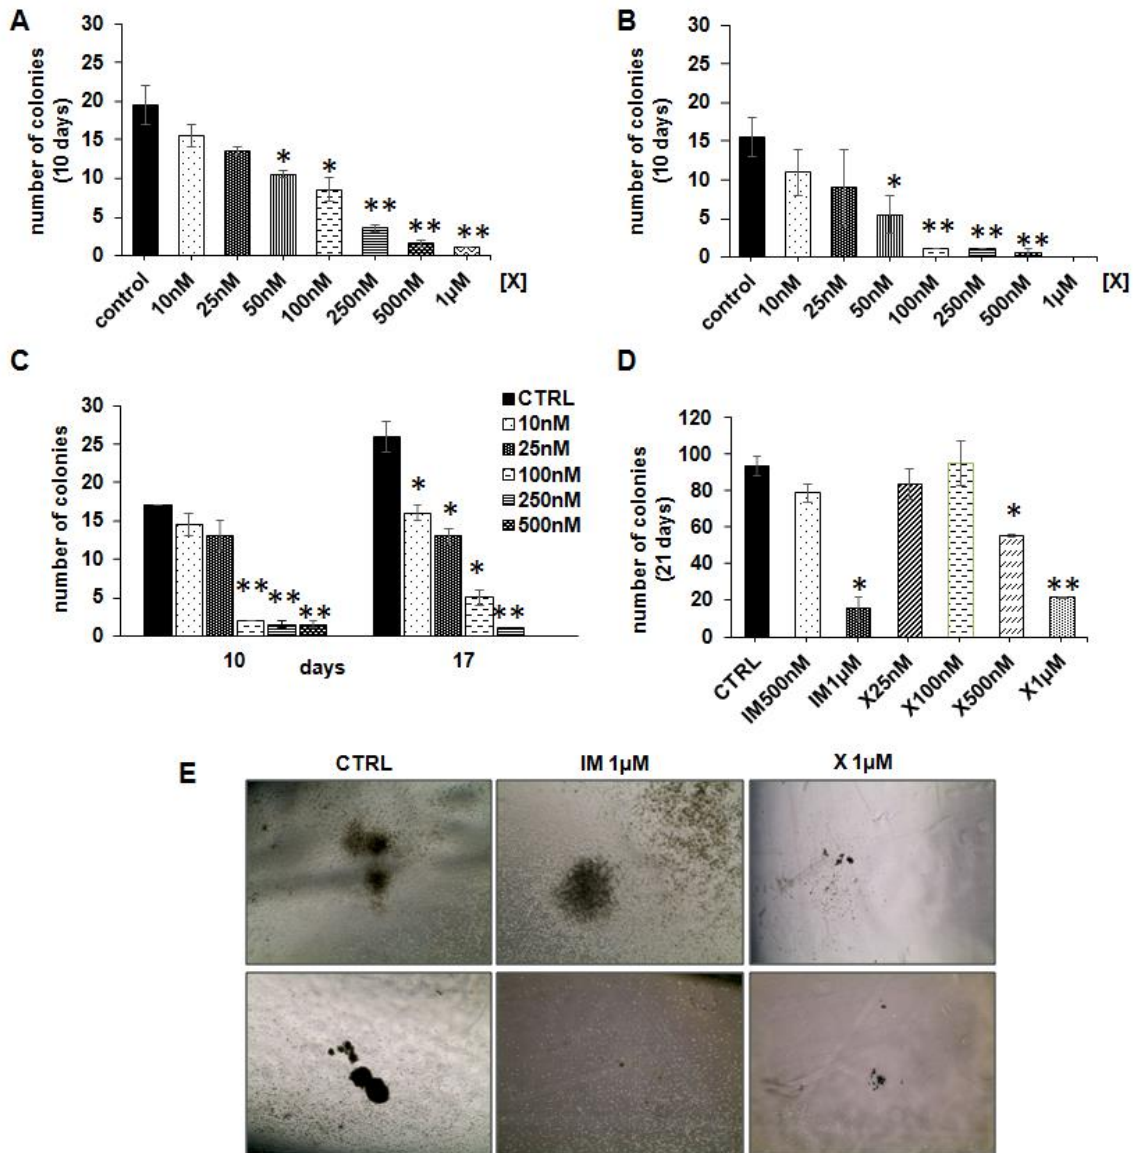 A
number of colonies
(10 days)
30
25
20
15
10
5
0
control
10nM
25nM
50nM
100nM
250nM
500nM
1µM
[X]
*
*
**
**
**
B
number of colonies
(10 days)
30
25
20
15
10
5
0
control
10nM
25nM
50nM
100nM
250nM
500nM
1µM
[X]
*
**
**
**
C
number of colonies
30
25
20
15
10
5
0
**
**
**
*
*
*
**
10
days
17
CTRL
10nM
25nM
100nM
250nM
500nM
D
number of colonies
(21 days)
120
100
80
60
40
20
0
*
*
**
CTRL
IM500nM
IM1µM
X25nM
X100nM
X500nM
X1µM
E
CTRL
IM 1µM
X 1µM